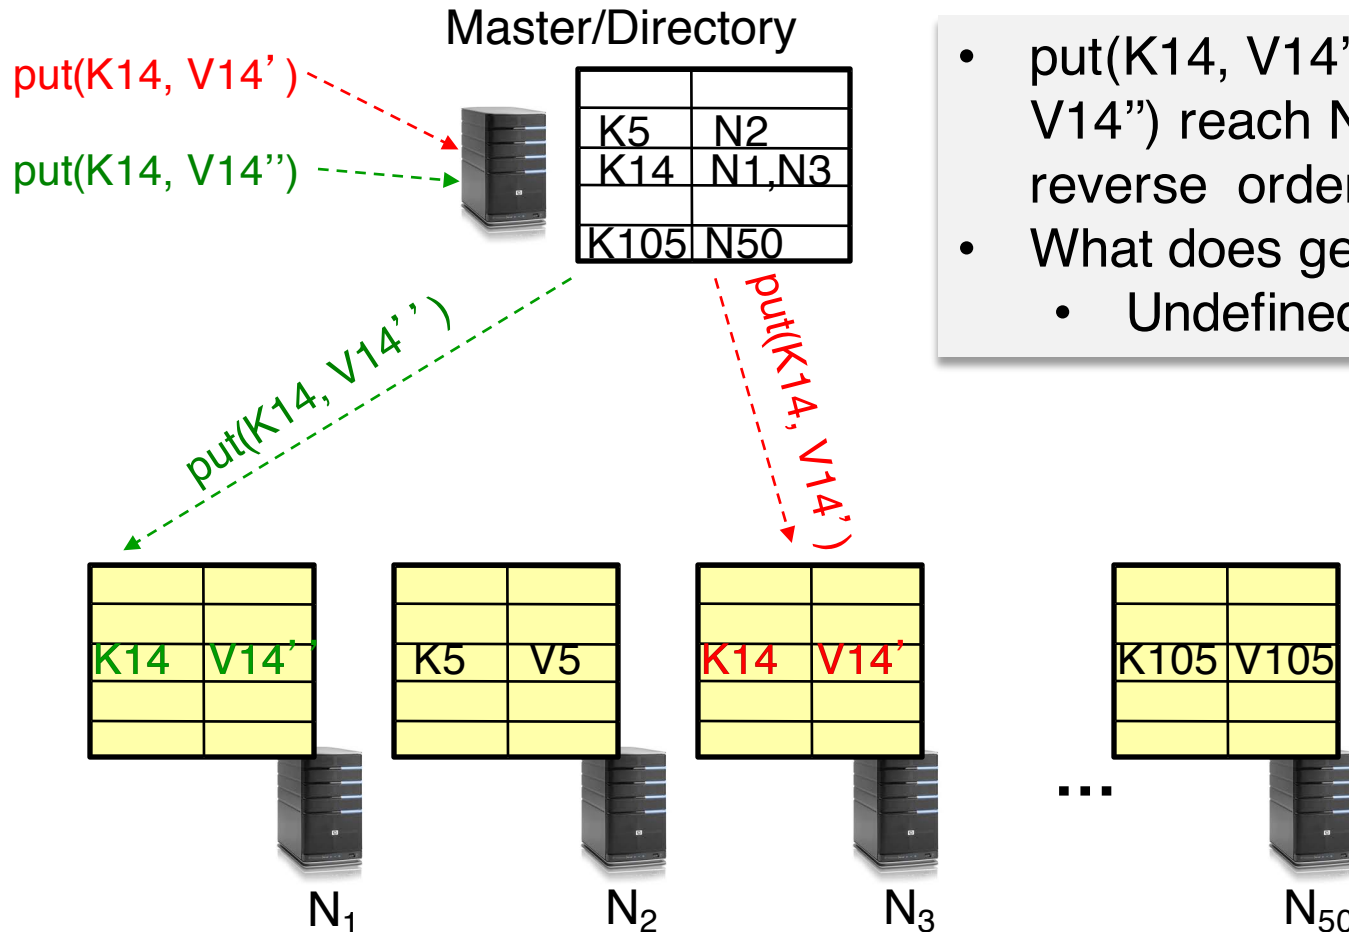 Master/Directory
put(K14, V14’)
put(K14, V14’’)
K5 N2
K14 N1,N3
K105 N50
• put(K14, V14’
V14”) reach N
reverse order
• What does ge
• Undefined
put(K14, V14’’)
put(K14, V14’)
K14 V14’’
K5 V5
K14 V14’
K105 V105
...
N1
N2
N3
N50